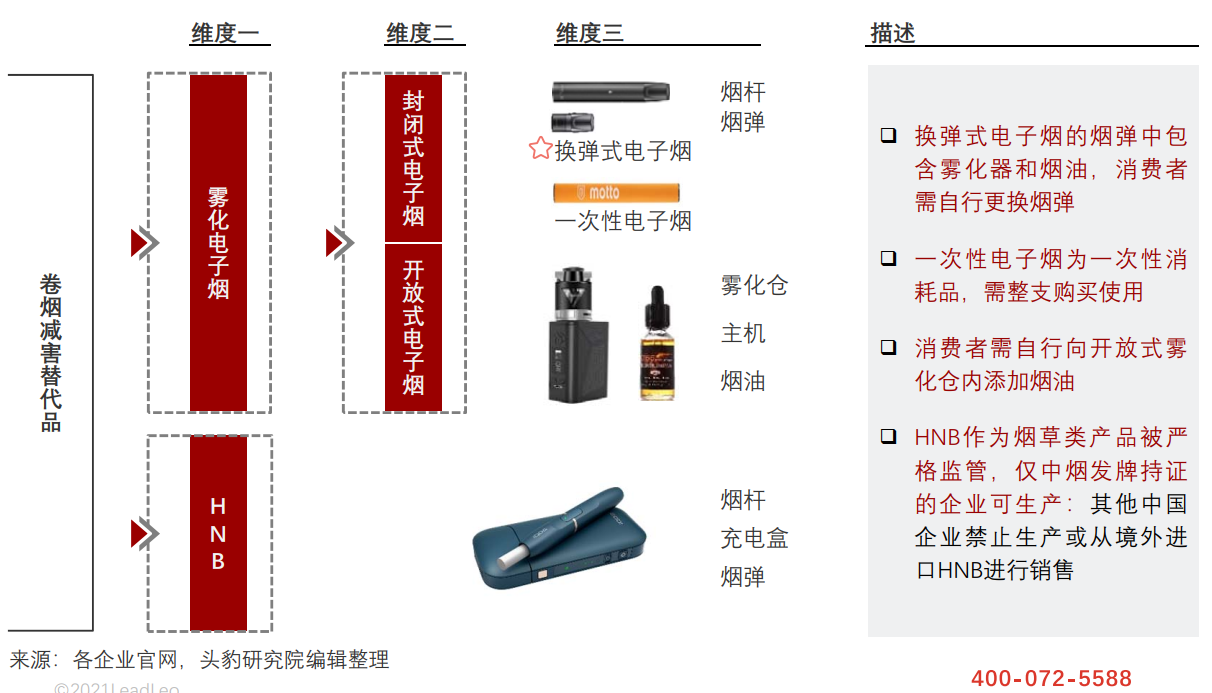 维度一
维度二
维度三
描述
卷烟减害替代品
雾化电子烟
封闭式电子烟
开放式电子烟
烟杆
烟弹
换弹式电子烟
motto
一次性电子烟
雾化仓
主机
烟油
HNB
烟杆
充电盒
烟弹
换弹式电子烟的烟弹中包
含雾化器和烟油，消费者
需自行更换烟弹
一次性电子烟为一次性消
耗品，需整支购买使用
消费者需自行向开放式雾
化仓内添加烟油
HNB作为烟草类产品被严
格监管，仅中烟发牌持证
的企业可生产：其他中国
企业禁止生产或从境外进
口HNB进行销售
来源：各企业官网，头豹研究院编辑整理
©2021LeadLeo
400-072-5588